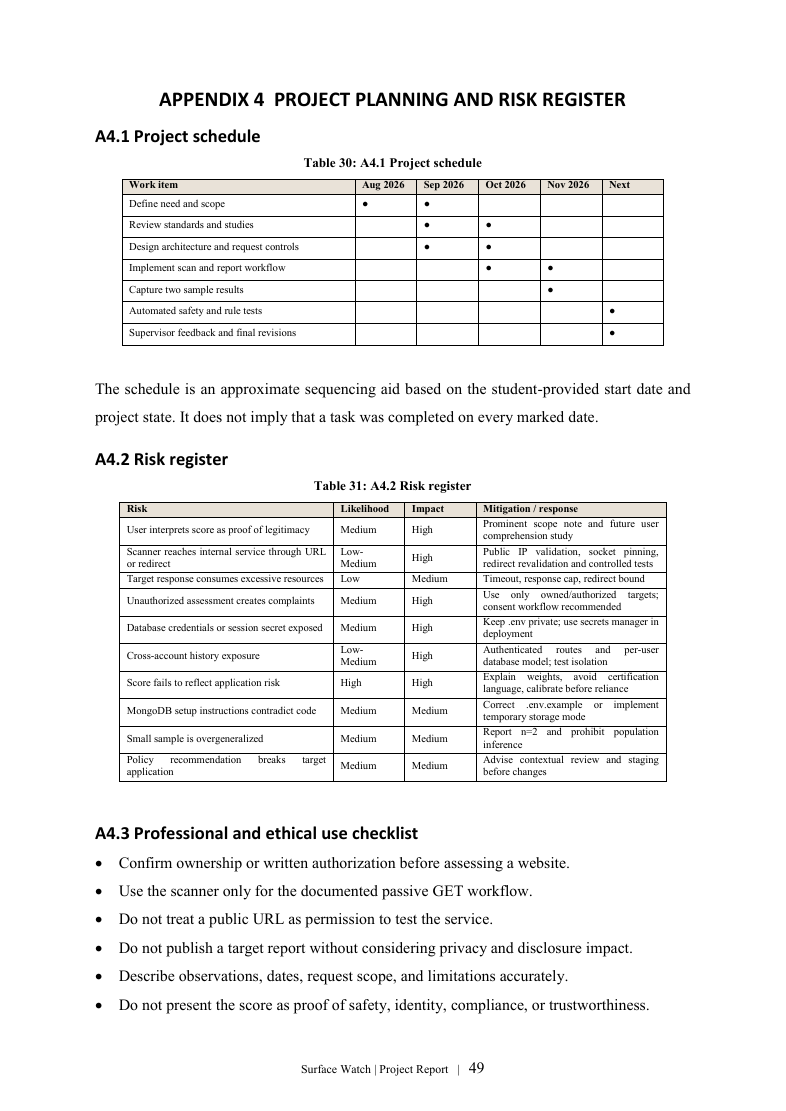 APPENDIX 4 PROJECT PLANNING AND RISK REGISTER
A4.1 Project schedule
Table 30: A4.1 Project schedule
Work item Aug 2026 Sep 2026 Oct 2026 Nov 2026 Next
Define need and scope ● ●
Review standards and studies ● ●
Design architecture and request controls ● ●
Implement scan and report workflow ● ●
Capture two sample results ●
Automated safety and rule tests ●
Supervisor feedback and final revisions ●
The schedule is an approximate sequencing aid based on the student-provided start date and
project state. It does not imply that a task was completed on every marked date.
A4.2 Risk register
Table 31: A4.2 Risk register
Risk Likelihood Impact Mitigation / response
User interprets score as proof of legitimacy Medium High Prominent scope note and future user
comprehension study
Scanner reaches internal service through URL
or redirect Low-
Medium High Public IP validation, socket pinning,
redirect revalidation and controlled tests
Target response consumes excessive resources Low Medium Timeout, response cap, redirect bound
Unauthorized assessment creates complaints Medium High Use only owned/authorized targets;
consent workflow recommended
Database credentials or session secret exposed Medium High Keep .env private; use secrets manager in
deployment
Cross-account history exposure Low-
Medium High Authenticated routes and per-user
database model; test isolation
Score fails to reflect application risk High High Explain weights, avoid certification
language, calibrate before reliance
MongoDB setup instructions contradict code Medium Medium Correct .env.example or implement
temporary storage mode
Small sample is overgeneralized Medium Medium Report n=2 and prohibit population
inference
Policy recommendation breaks target
application Medium Medium Advise contextual review and staging
before changes
A4.3 Professional and ethical use checklist
• Confirm ownership or written authorization before assessing a website.
• Use the scanner only for the documented passive GET workflow.
• Do not treat a public URL as permission to test the service.
• Do not publish a target report without considering privacy and disclosure impact.
• Describe observations, dates, request scope, and limitations accurately.
• Do not present the score as proof of safety, identity, compliance, or trustworthiness.
Surface Watch | Project Report | 49